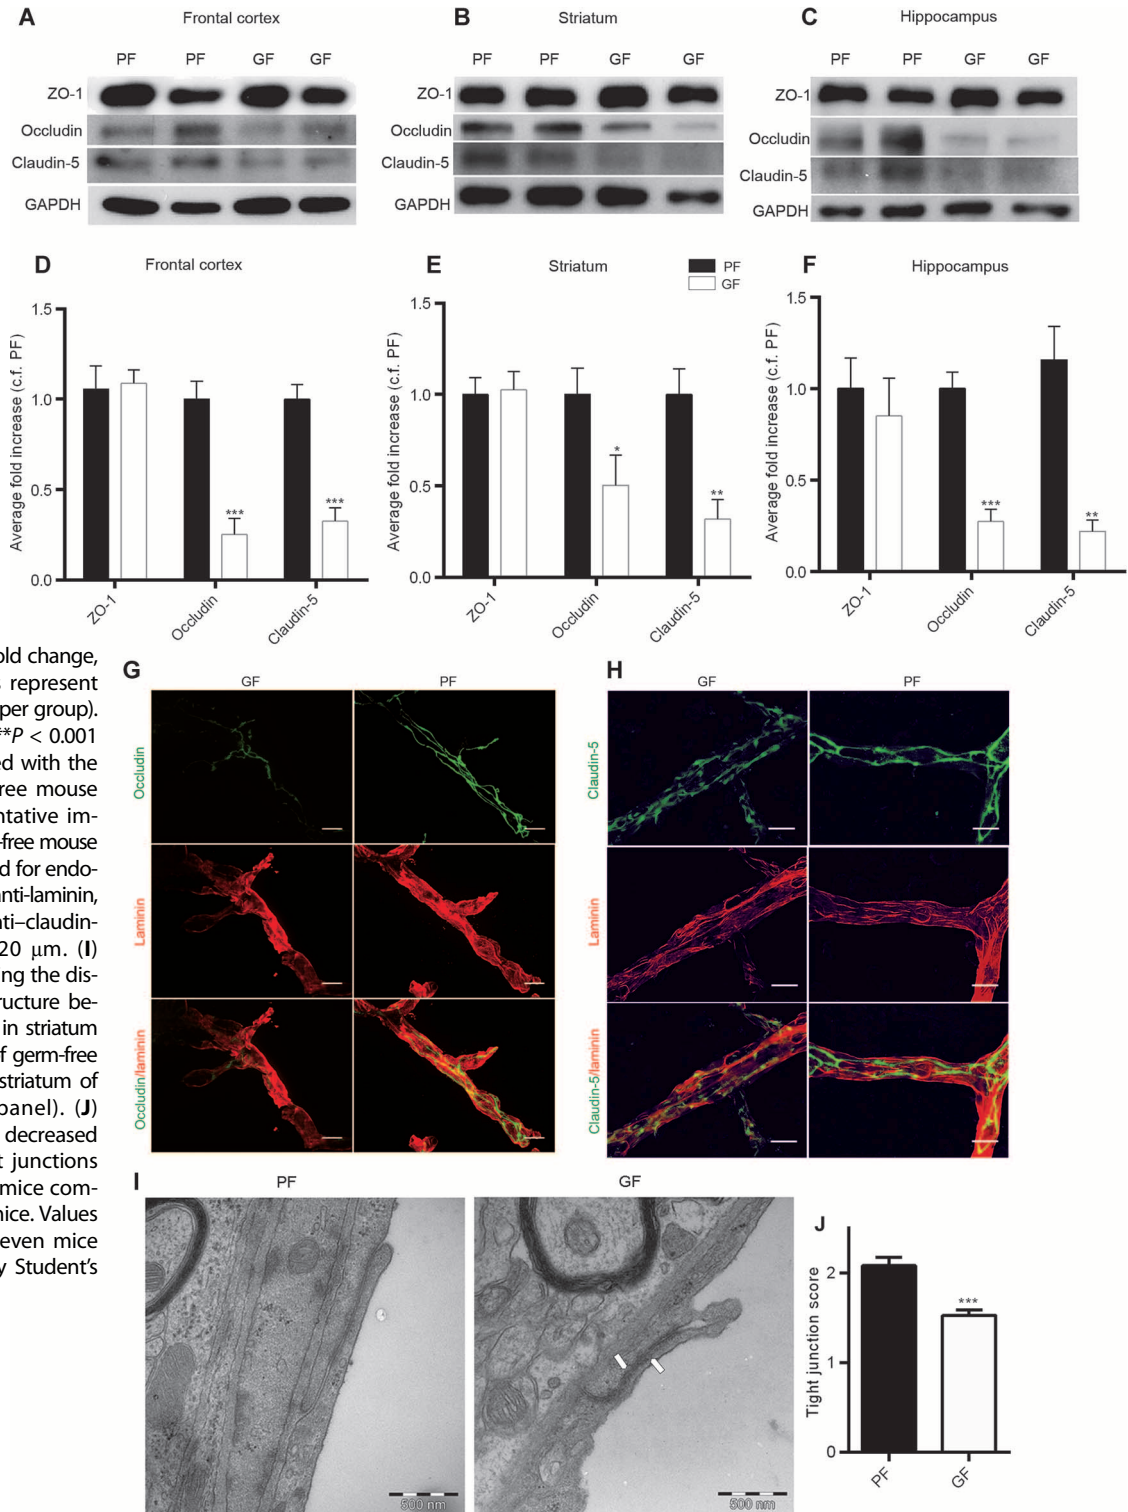 A Frontal cortex
PF PF GF GF
ZO-1
Occludin
Claudin-5
GAPDH
B Striatum
PF PF GF GF
ZO-1
Occludin
Claudin-5
GAPDH
C Hippocampus
PF PF GF GF
ZO-1
Occludin
Claudin-5
GAPDH
D Frontal cortex
Average fold increase (c.f. PF)
1.5
1.0
0.5
0.0
***
***
ZO-1 Occludin Claudin-5
E Striatum
PF
GF
Average fold increase (c.f. PF)
1.5
1.0
0.5
0.0
*
**
ZO-1 Occludin Claudin-5
F Hippocampus
Average fold increase (c.f. PF)
1.5
1.0
0.5
0.0
***
**
ZO-1 Occludin Claudin-5
old change,
s represent
per group).
**P < 0.001
ed with the
ree mouse
ntative im-
-free mouse
d for endo-
anti-laminin,
nti–claudin-
20 μm. (I)
ing the dis-
ructure be-
in striatum
f germ-free
striatum of
panel). (J)
decreased
t junctions
mice com-
nice. Values
even mice
y Student's
G
GF PF
Occludin
Laminin
Occludin/laminin
H
GF PF
Claudin-5
Laminin
Claudin-5/laminin
I
PF GF
500 nm
500 nm
J
Tight junction score
2
1
0
***
PF GF